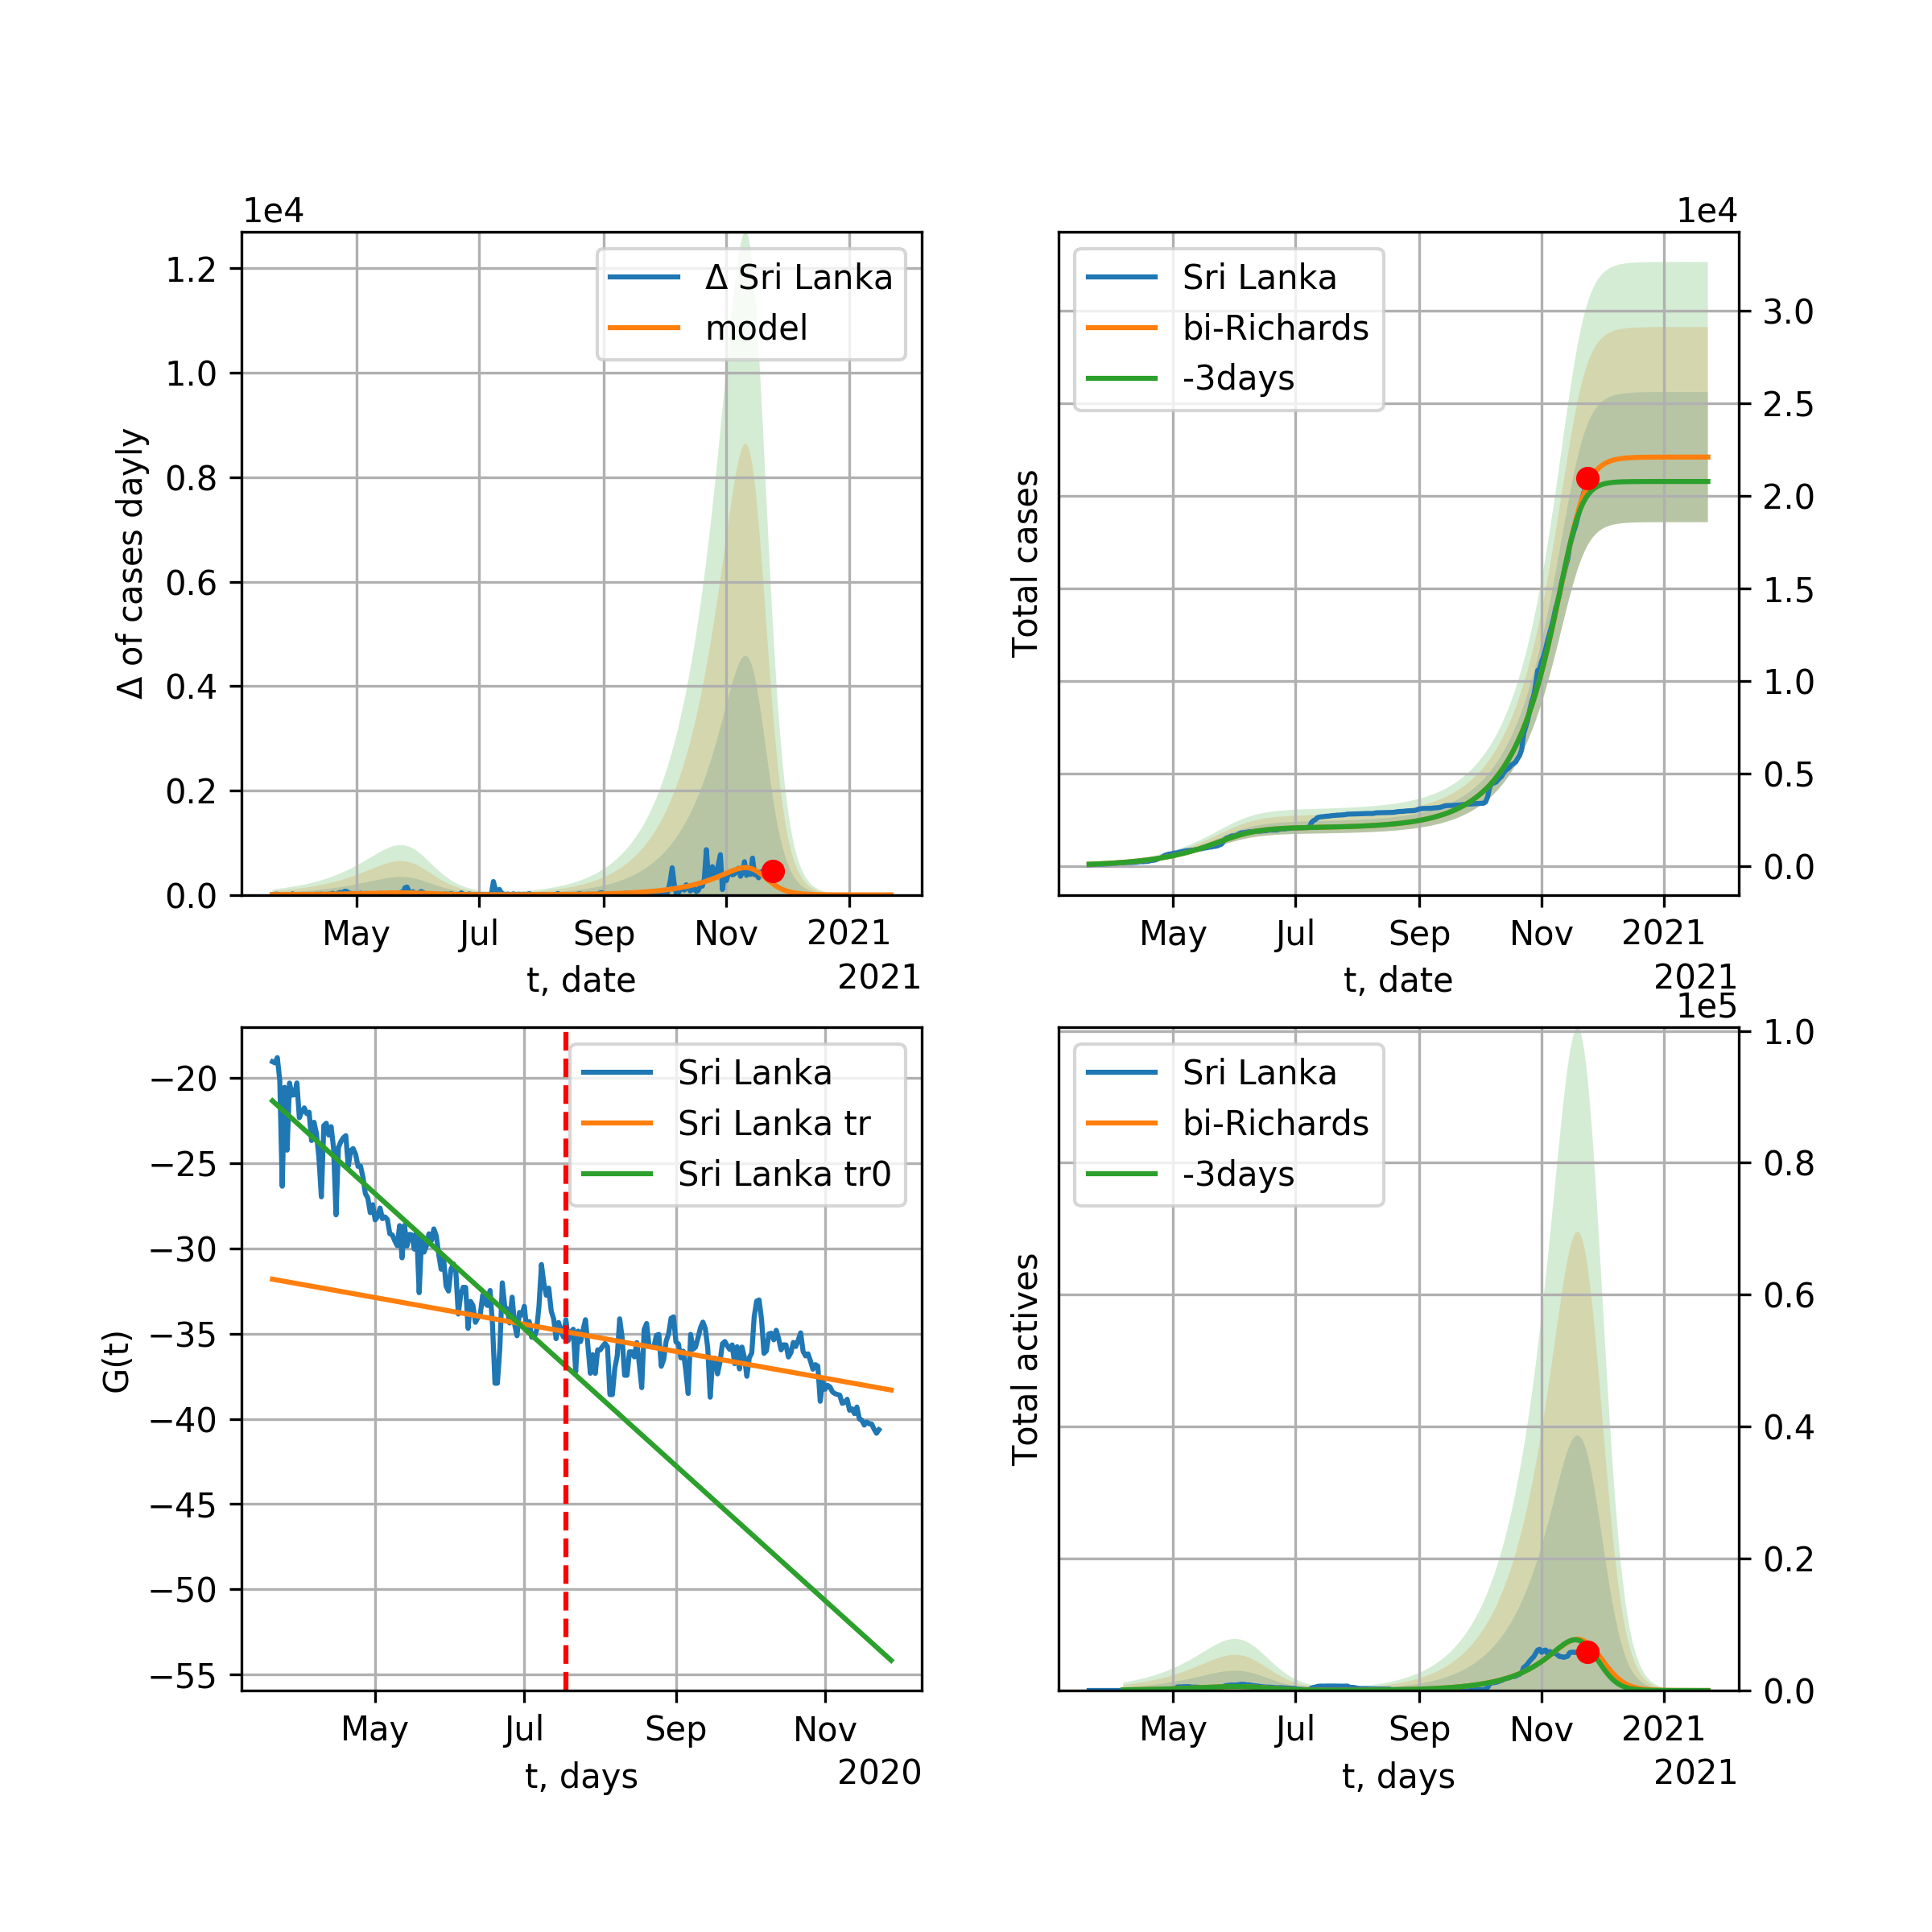 1e4
1.2
1.0
0.8
0.6
0.4
0.2
0.0
Δ of cases dayly
Δ Sri Lanka
model
May Jul Sep Nov 2021
t, date
2021
1e4
Sri Lanka
bi-Richards
-3days
Total cases
3.0
2.5
2.0
1.5
1.0
0.5
0.0
May Jul Sep Nov 2021
t, date
2021
−20
−25
−30
−35
−40
−45
−50
−55
G(t)
Sri Lanka
Sri Lanka tr
Sri Lanka tr0
May Jul Sep Nov
t, days
2020
1e5
Sri Lanka
bi-Richards
-3days
Total actives
1.0
0.8
0.6
0.4
0.2
0.0
May Jul Sep Nov 2021
t, days
2021